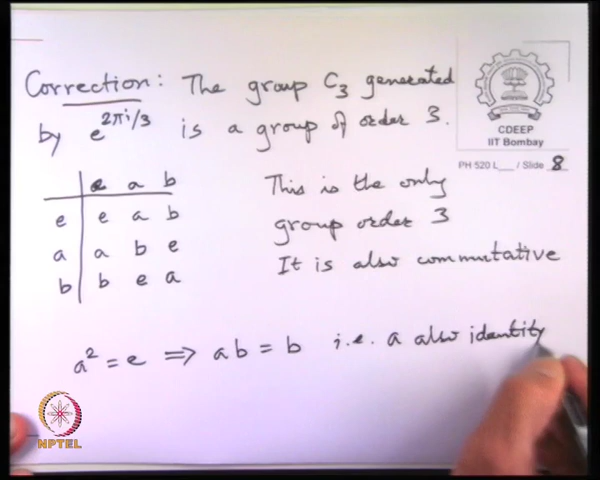 Correction: The group C3 generated
by e^{2πi/3} is a group of order 3.
CDEEP
IIT Bombay
PH 520 L___ / Slide 8
e a b
e e a b
a a b e
b b e a
This is the only
group order 3
It is also commutative
a² = e ⟹ ab = b i.e. a also identity
NPTEL